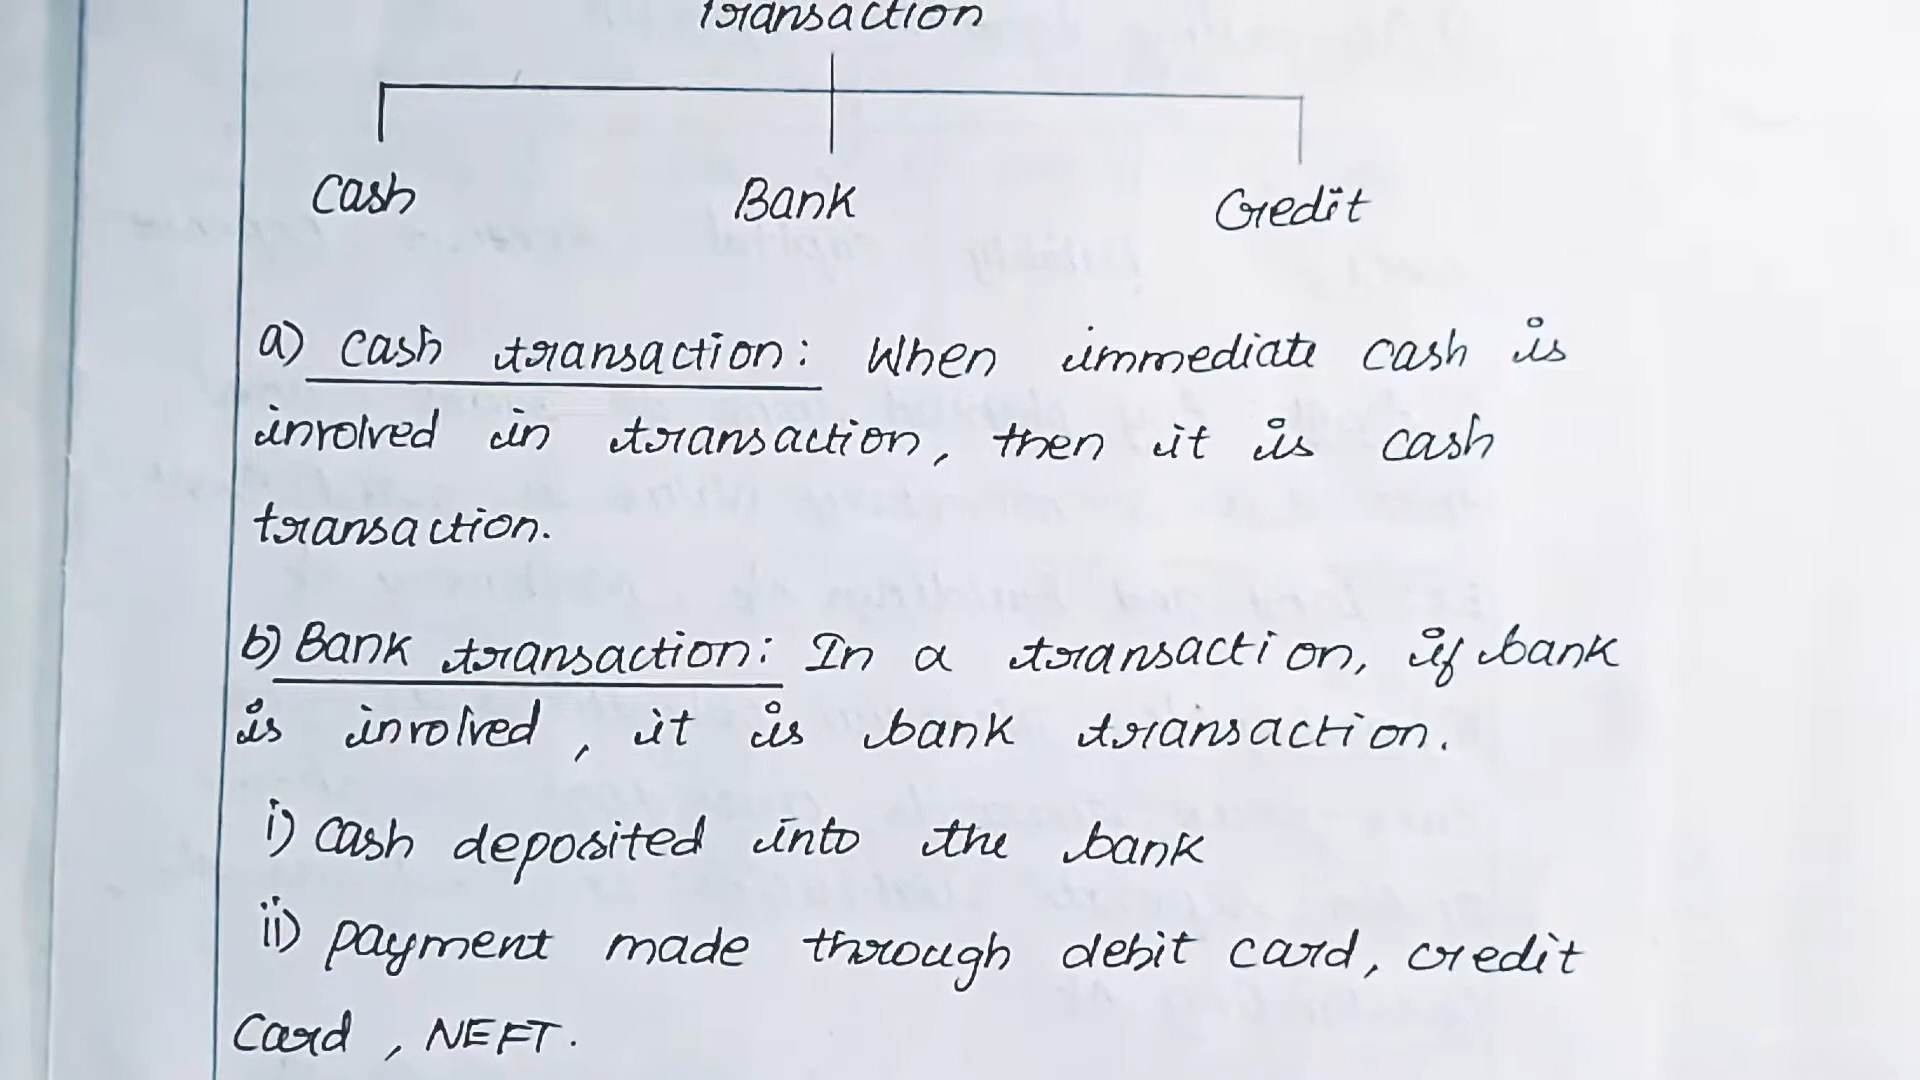 Transaction
Cash Bank Credit
a) Cash transaction: When immediate cash is
involved in transaction, then it is cash
transaction.
b) Bank transaction: In a transaction, if bank
is involved, it is bank transaction.
i) Cash deposited into the bank
ii) payment made through debit card, credit
Card, NEFT.